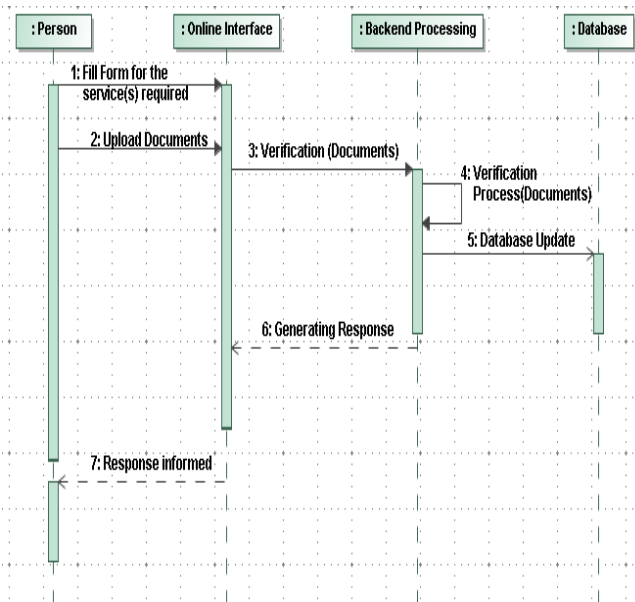 : Person
: Online Interface
: Backend Processing
: Database
1: Fill Form for the
service(s) required
2: Upload Documents
3: Verification (Documents)
4: Verification
Process(Documents)
5: Database Update
6: Generating Response
7: Response informed